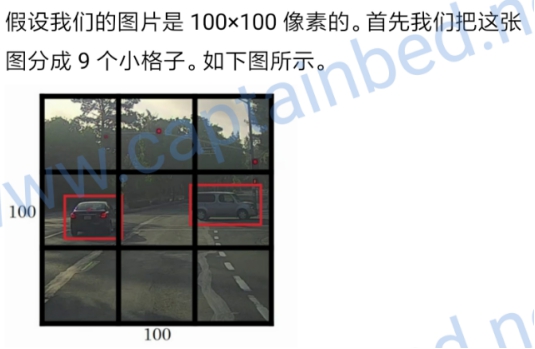 假设我们的图片是 100×100 像素的。首先我们把这张
图分成 9 个小格子。如下图所示。
www.captainbed.n
100
100
d.n